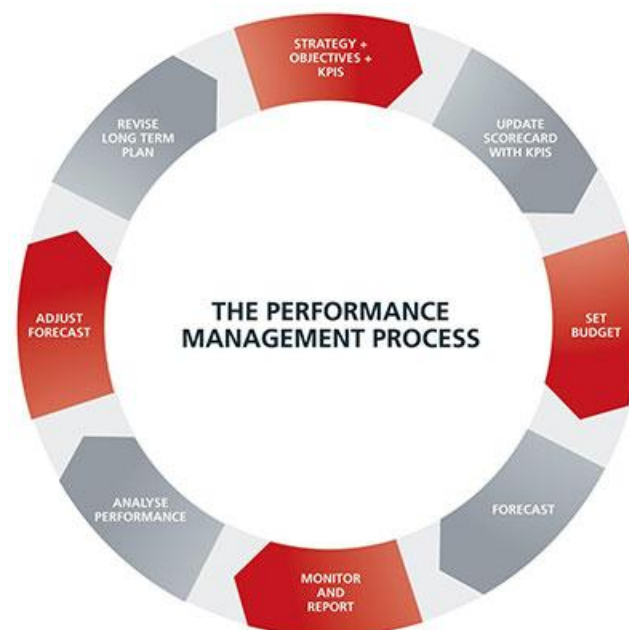 STRATEGY +
OBJECTIVES +
KPIS
UPDATE
SCORECARD
WITH KPIS
SET
BUDGET
FORECAST
MONITOR
AND
REPORT
ANALYSE
PERFORMANCE
ADJUST
FORECAST
REVISE
LONG TERM
PLAN
THE PERFORMANCE
MANAGEMENT PROCESS